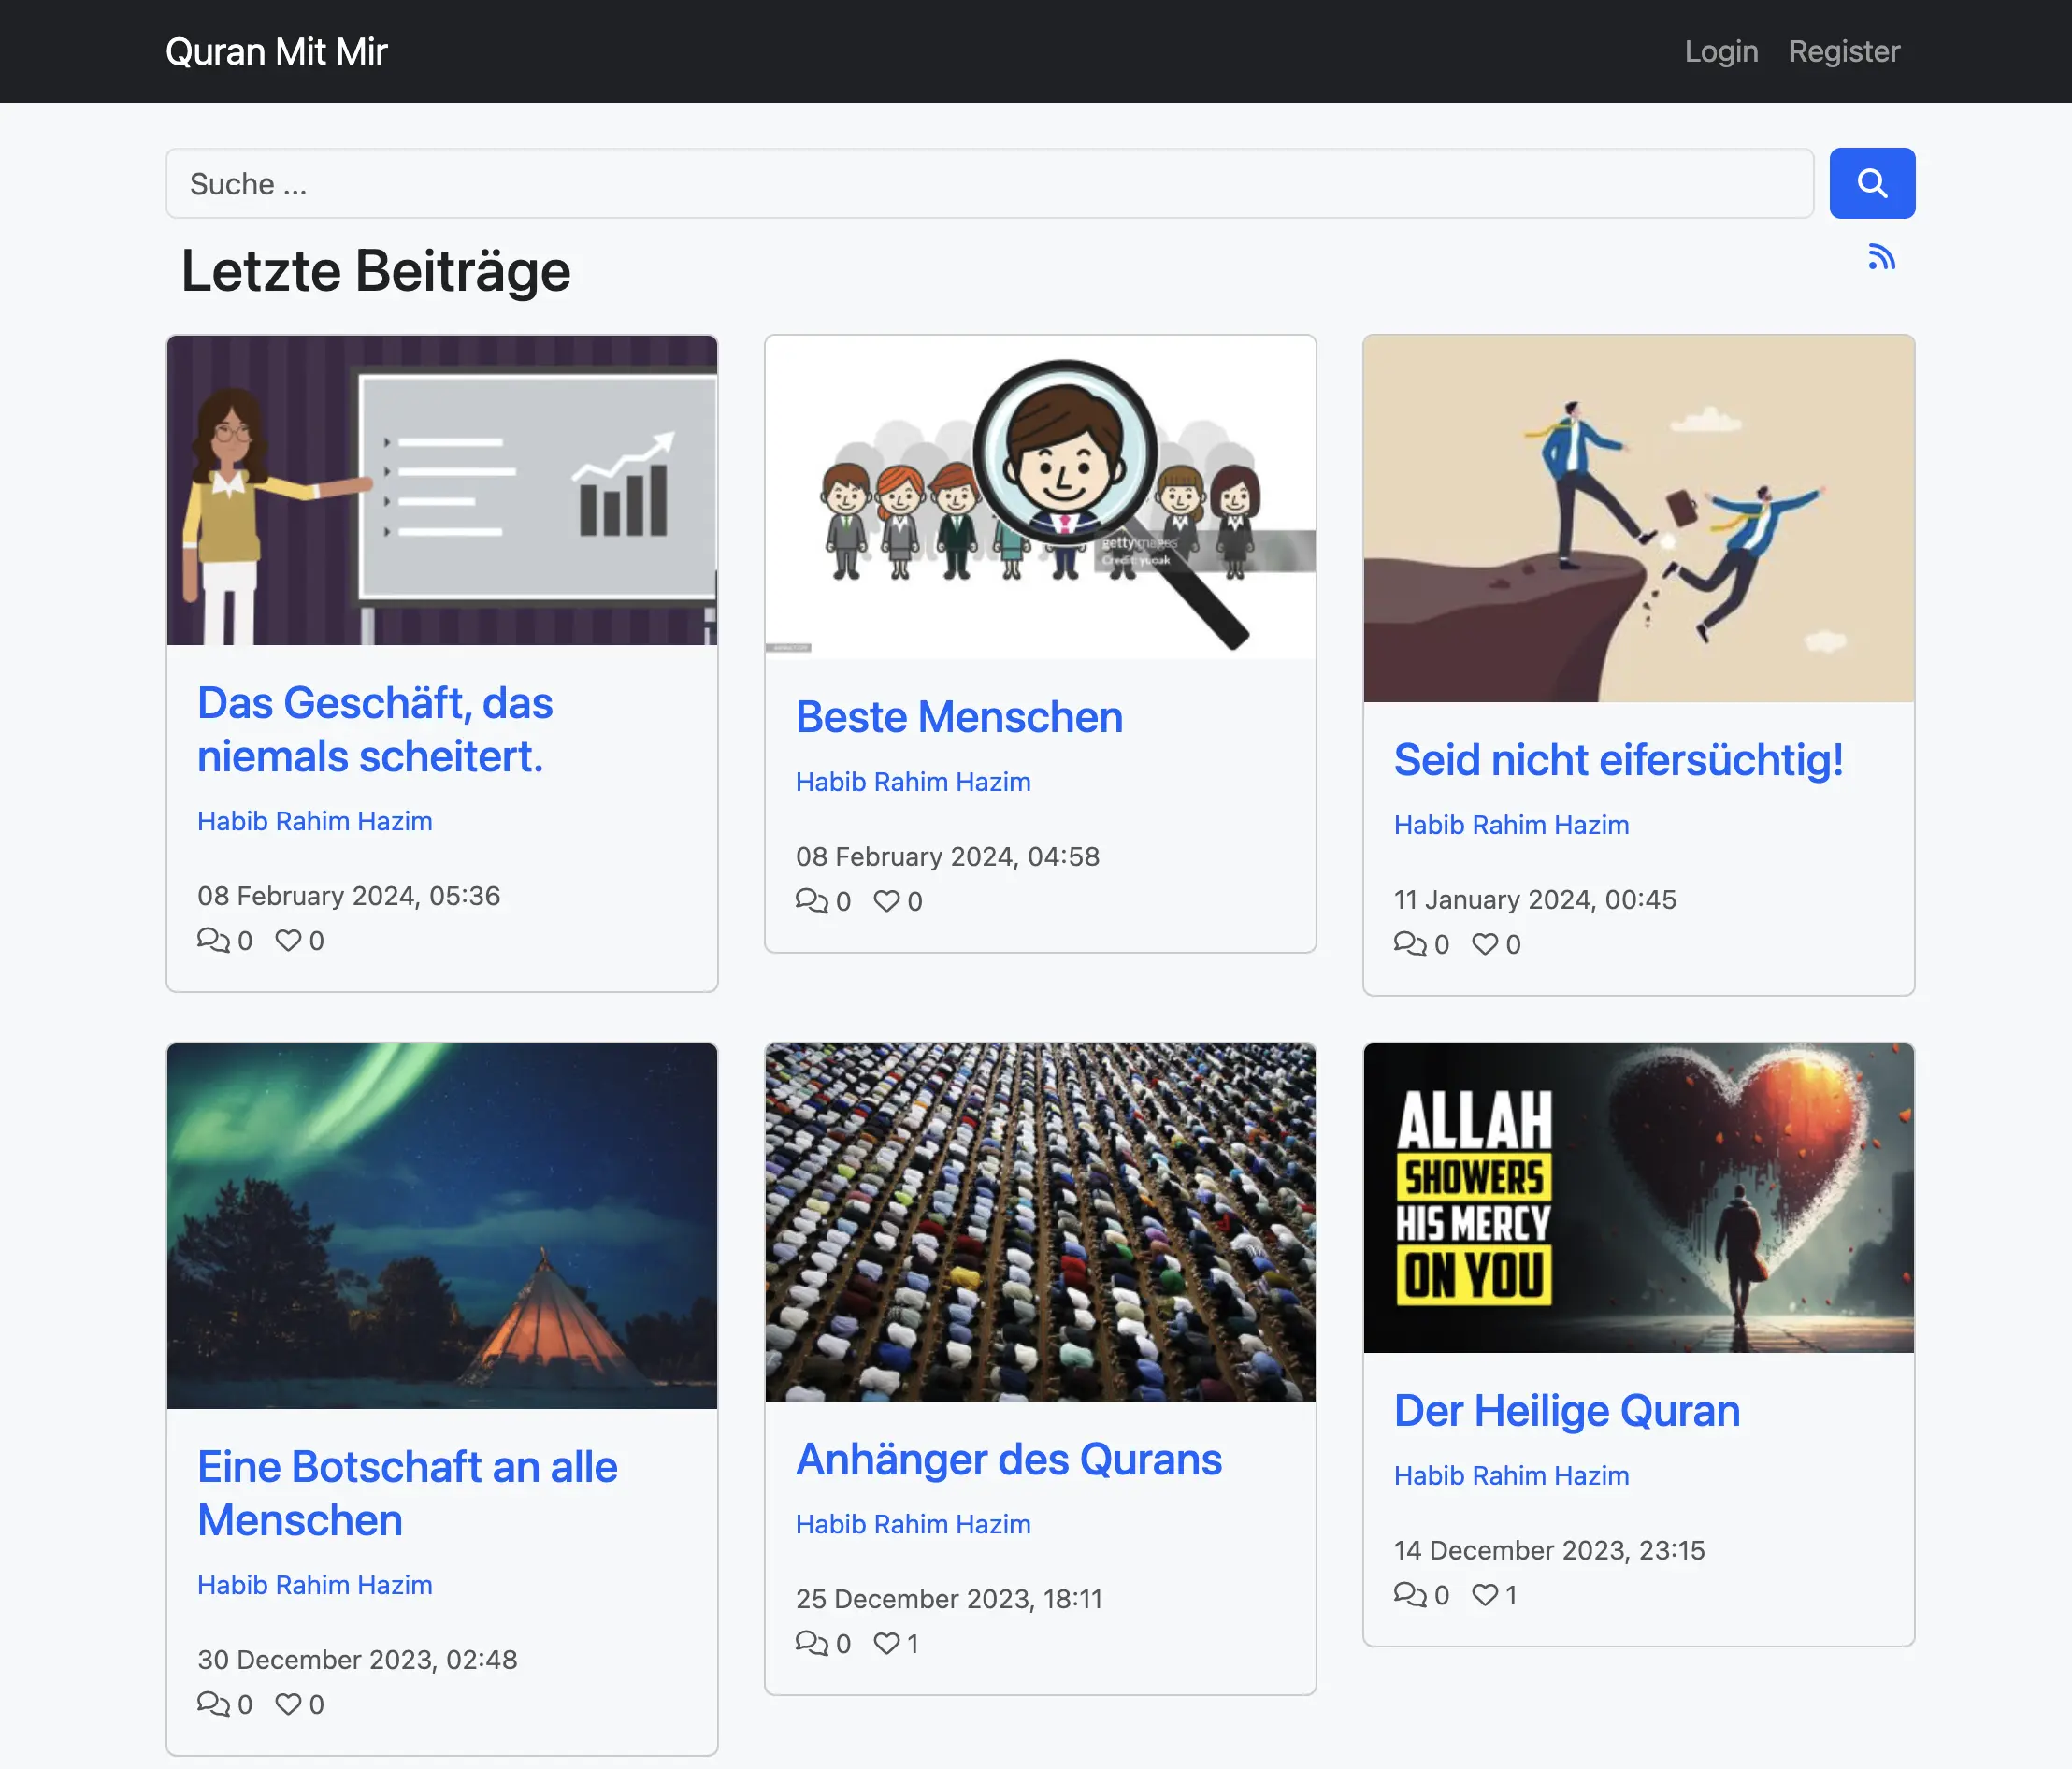 Quran Mit Mir
Login Register
Suche ...
Letzte Beiträge
gettyimages
Credit: yuoak
Das Geschäft, das
niemals scheitert.
Habib Rahim Hazim
08 February 2024, 05:36
0 0
Beste Menschen
Habib Rahim Hazim
08 February 2024, 04:58
0 0
Seid nicht eifersüchtig!
Habib Rahim Hazim
11 January 2024, 00:45
0 0
Eine Botschaft an alle
Menschen
Habib Rahim Hazim
30 December 2023, 02:48
0 0
Anhänger des Qurans
Habib Rahim Hazim
25 December 2023, 18:11
0 1
ALLAH
SHOWERS
HIS MERCY
ON YOU
Der Heilige Quran
Habib Rahim Hazim
14 December 2023, 23:15
0 1